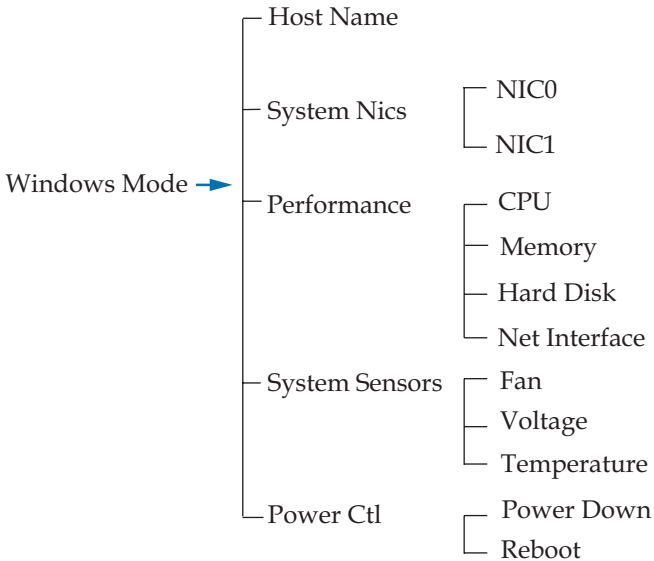 Host Name
System Nics
NIC0
NIC1
Windows Mode
Performance
CPU
Memory
Hard Disk
Net Interface
System Sensors
Fan
Voltage
Temperature
Power Ctl
Power Down
Reboot